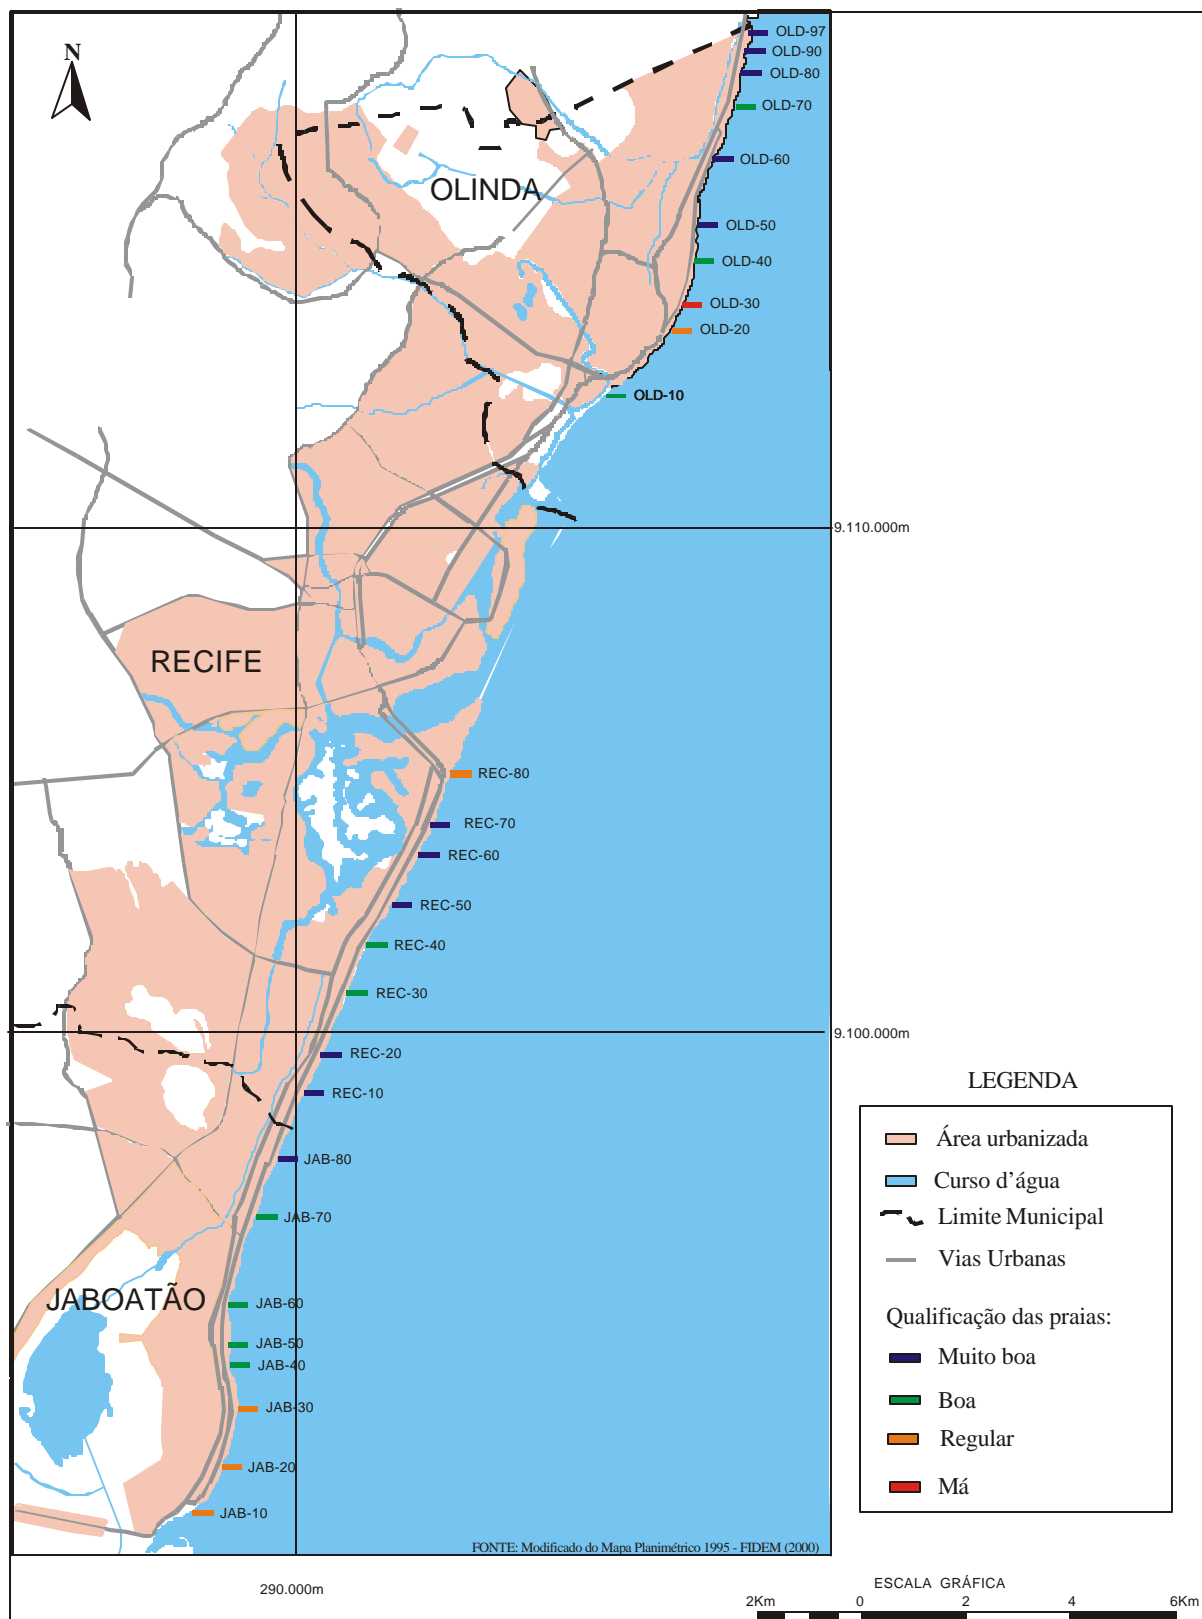 N
OLD-97
OLD-90
OLD-80
OLD-70
OLD-60
OLINDA
OLD-50
OLD-40
OLD-30
OLD-20
OLD-10
9.110.000m
RECIFE
REC-80
REC-70
REC-60
REC-50
REC-40
REC-30
9.100.000m
REC-20
REC-10
JAB-80
JAB-70
JABOATÃO
JAB-60
JAB-50
JAB-40
JAB-30
JAB-20
JAB-10
LEGENDA
Área urbanizada
Curso d’água
Limite Municipal
Vias Urbanas
Qualificação das praias:
Muito boa
Boa
Regular
Má
FONTE: Modificado do Mapa Planimétrico 1995 - FIDEM (2000)
290.000m
ESCALA GRÁFICA
2Km 0 2 4 6Km